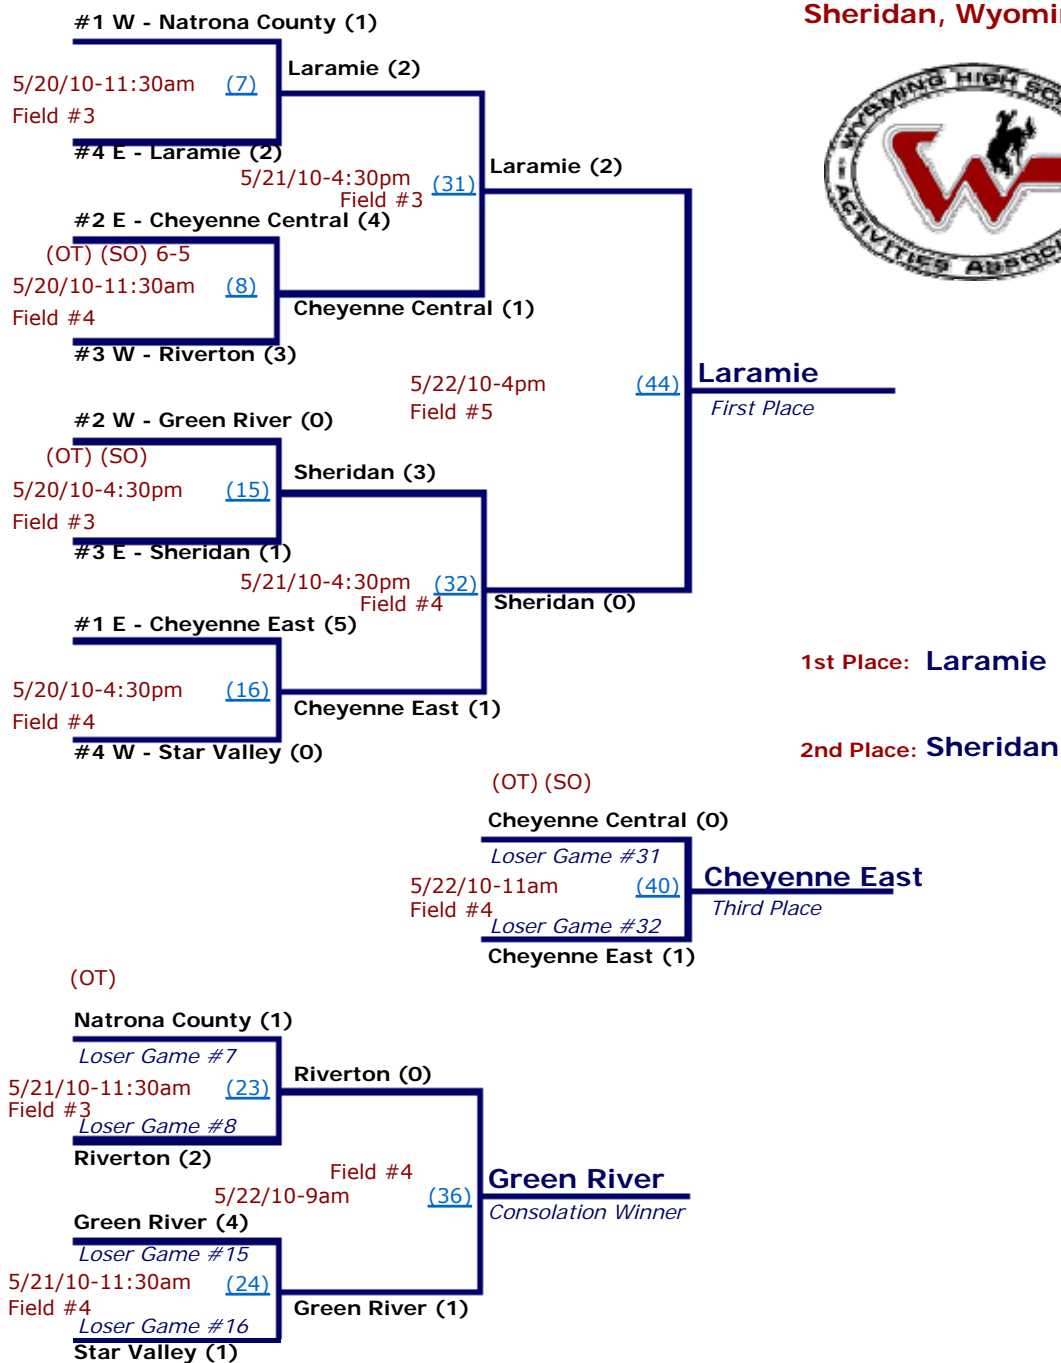 #1 W - Natrona County (1)
5/20/10-11:30am (7)
Field #3
#4 E - Laramie (2)
Laramie (2)
5/21/10-4:30pm (31)
Field #3
#2 E - Cheyenne Central (4)
(OT) (SO) 6-5
5/20/10-11:30am (8)
Field #4
#3 W - Riverton (3)
Cheyenne Central (1)
Laramie (2)
5/22/10-4pm (44)
Field #5
Laramie
First Place
#2 W - Green River (0)
(OT) (SO)
5/20/10-4:30pm (15)
Field #3
#3 E - Sheridan (1)
Sheridan (3)
5/21/10-4:30pm (32)
Field #4
Sheridan (0)
#1 E - Cheyenne East (5)
5/20/10-4:30pm (16)
Field #4
#4 W - Star Valley (0)
Cheyenne East (1)
Sheridan, Wyomi
WYOMING HIGH SC
ACTIVITIES ASSOC
W
1st Place: Laramie
2nd Place: Sheridan
(OT) (SO)
Cheyenne Central (0)
Loser Game #31
5/22/10-11am (40)
Field #4
Loser Game #32
Cheyenne East (1)
Cheyenne East
Third Place
(OT)
Natrona County (1)
Loser Game #7
5/21/10-11:30am (23)
Field #3
Loser Game #8
Riverton (2)
Riverton (0)
Field #4
5/22/10-9am (36)
Green River
Consolation Winner
Green River (4)
Loser Game #15
5/21/10-11:30am (24)
Field #4
Loser Game #16
Star Valley (1)
Green River (1)